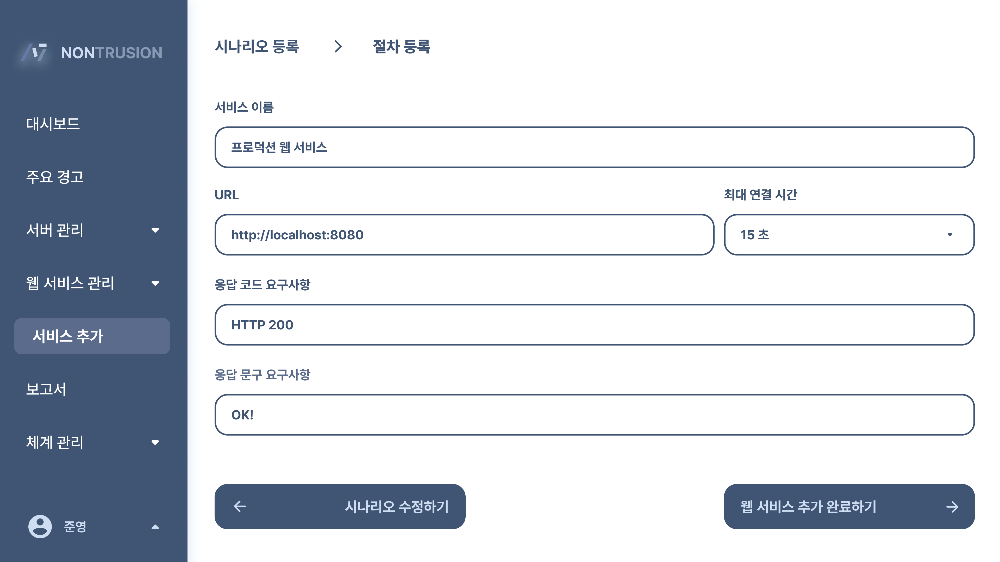 NONTRUSION
대시보드
주요 경고
서버 관리
웹 서비스 관리
서비스 추가
보고서
체계 관리
준영
시나리오 등록
절차 등록
서비스 이름
프로덕션 웹 서비스
URL
http://localhost:8080
최대 연결 시간
15 초
응답 코드 요구사항
HTTP 200
응답 문구 요구사항
OK!
시나리오 수정하기
웹 서비스 추가 완료하기